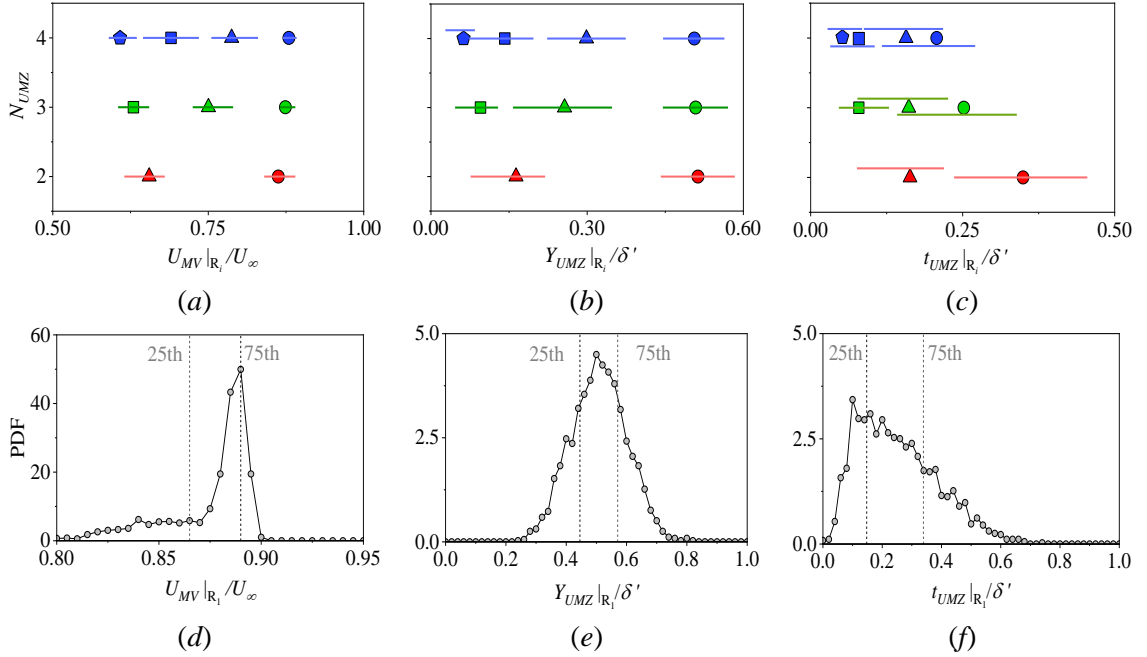 4
3
2
N_UMZ
0.50 0.75 1.00
U_MV|R_i/U_∞
(a)
0.00 0.30 0.60
Y_UMZ|R_i/δ'
(b)
0.00 0.25 0.50
t_UMZ|R_i/δ'
(c)
60
40
20
0
PDF
25th 75th
0.80 0.85 0.90 0.95
U_MV|R_1/U_∞
(d)
5.0
2.5
0.0
25th 75th
0.0 0.2 0.4 0.6 0.8 1.0
Y_UMZ|R_1/δ'
(e)
5.0
2.5
0.0
25th 75th
0.0 0.2 0.4 0.6 0.8 1.0
t_UMZ|R_1/δ'
(f)